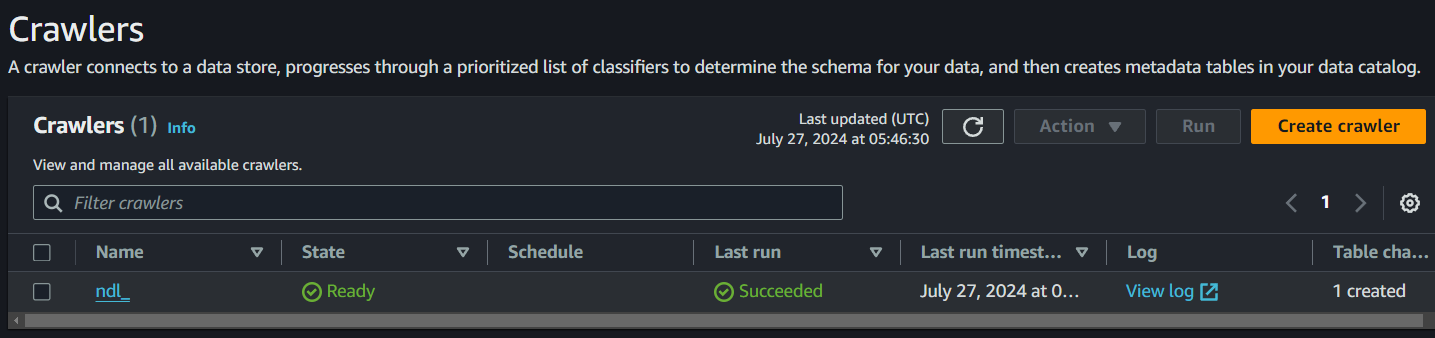 Crawlers
A crawler connects to a data store, progresses through a prioritized list of classifiers to determine the schema for your data, and then creates metadata tables in your data catalog.
Crawlers (1) Info
Last updated (UTC)
July 27, 2024 at 05:46:30
Action
Run
Create crawler
View and manage all available crawlers.
Filter crawlers
1
Name State Schedule Last run Last run timest... Log Table cha...
ndl_ Ready Succeeded July 27, 2024 at 0... View log 1 created